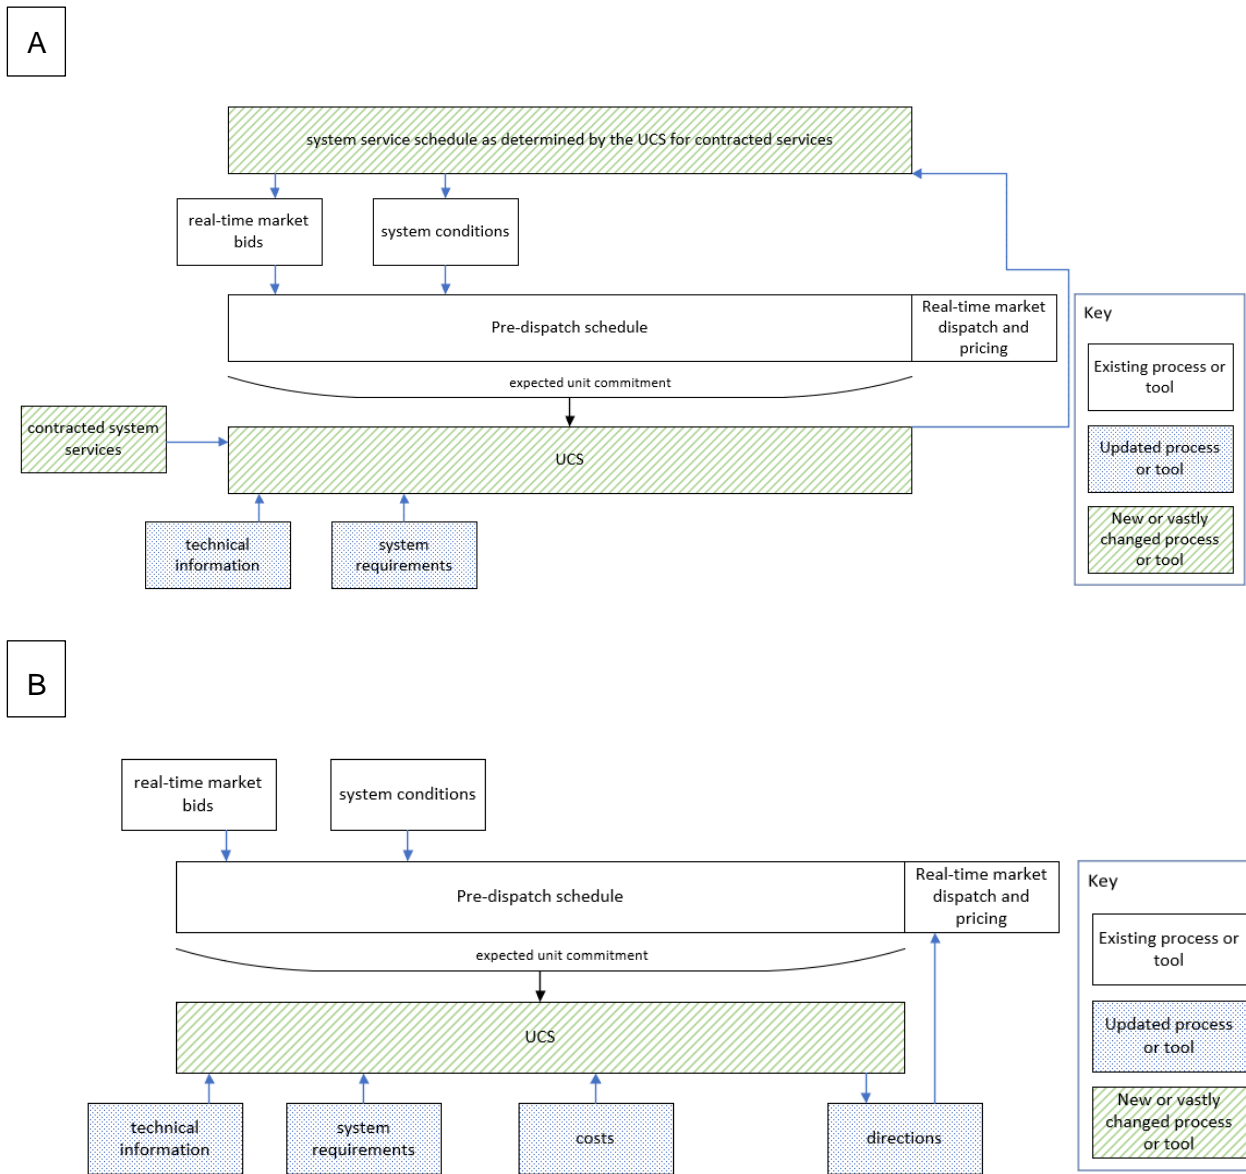 A
system service schedule as determined by the UCS for contracted services
real-time market
bids
system conditions
Pre-dispatch schedule
Real-time market
dispatch and
pricing
expected unit commitment
contracted system
services
UCS
technical
information
system
requirements
Key
Existing process or
tool
Updated process
or tool
New or vastly
changed process
or tool
B
real-time market
bids
system conditions
Pre-dispatch schedule
Real-time market
dispatch and
pricing
expected unit commitment
UCS
technical
information
system
requirements
costs
directions
Key
Existing process or
tool
Updated process
or tool
New or vastly
changed process
or tool